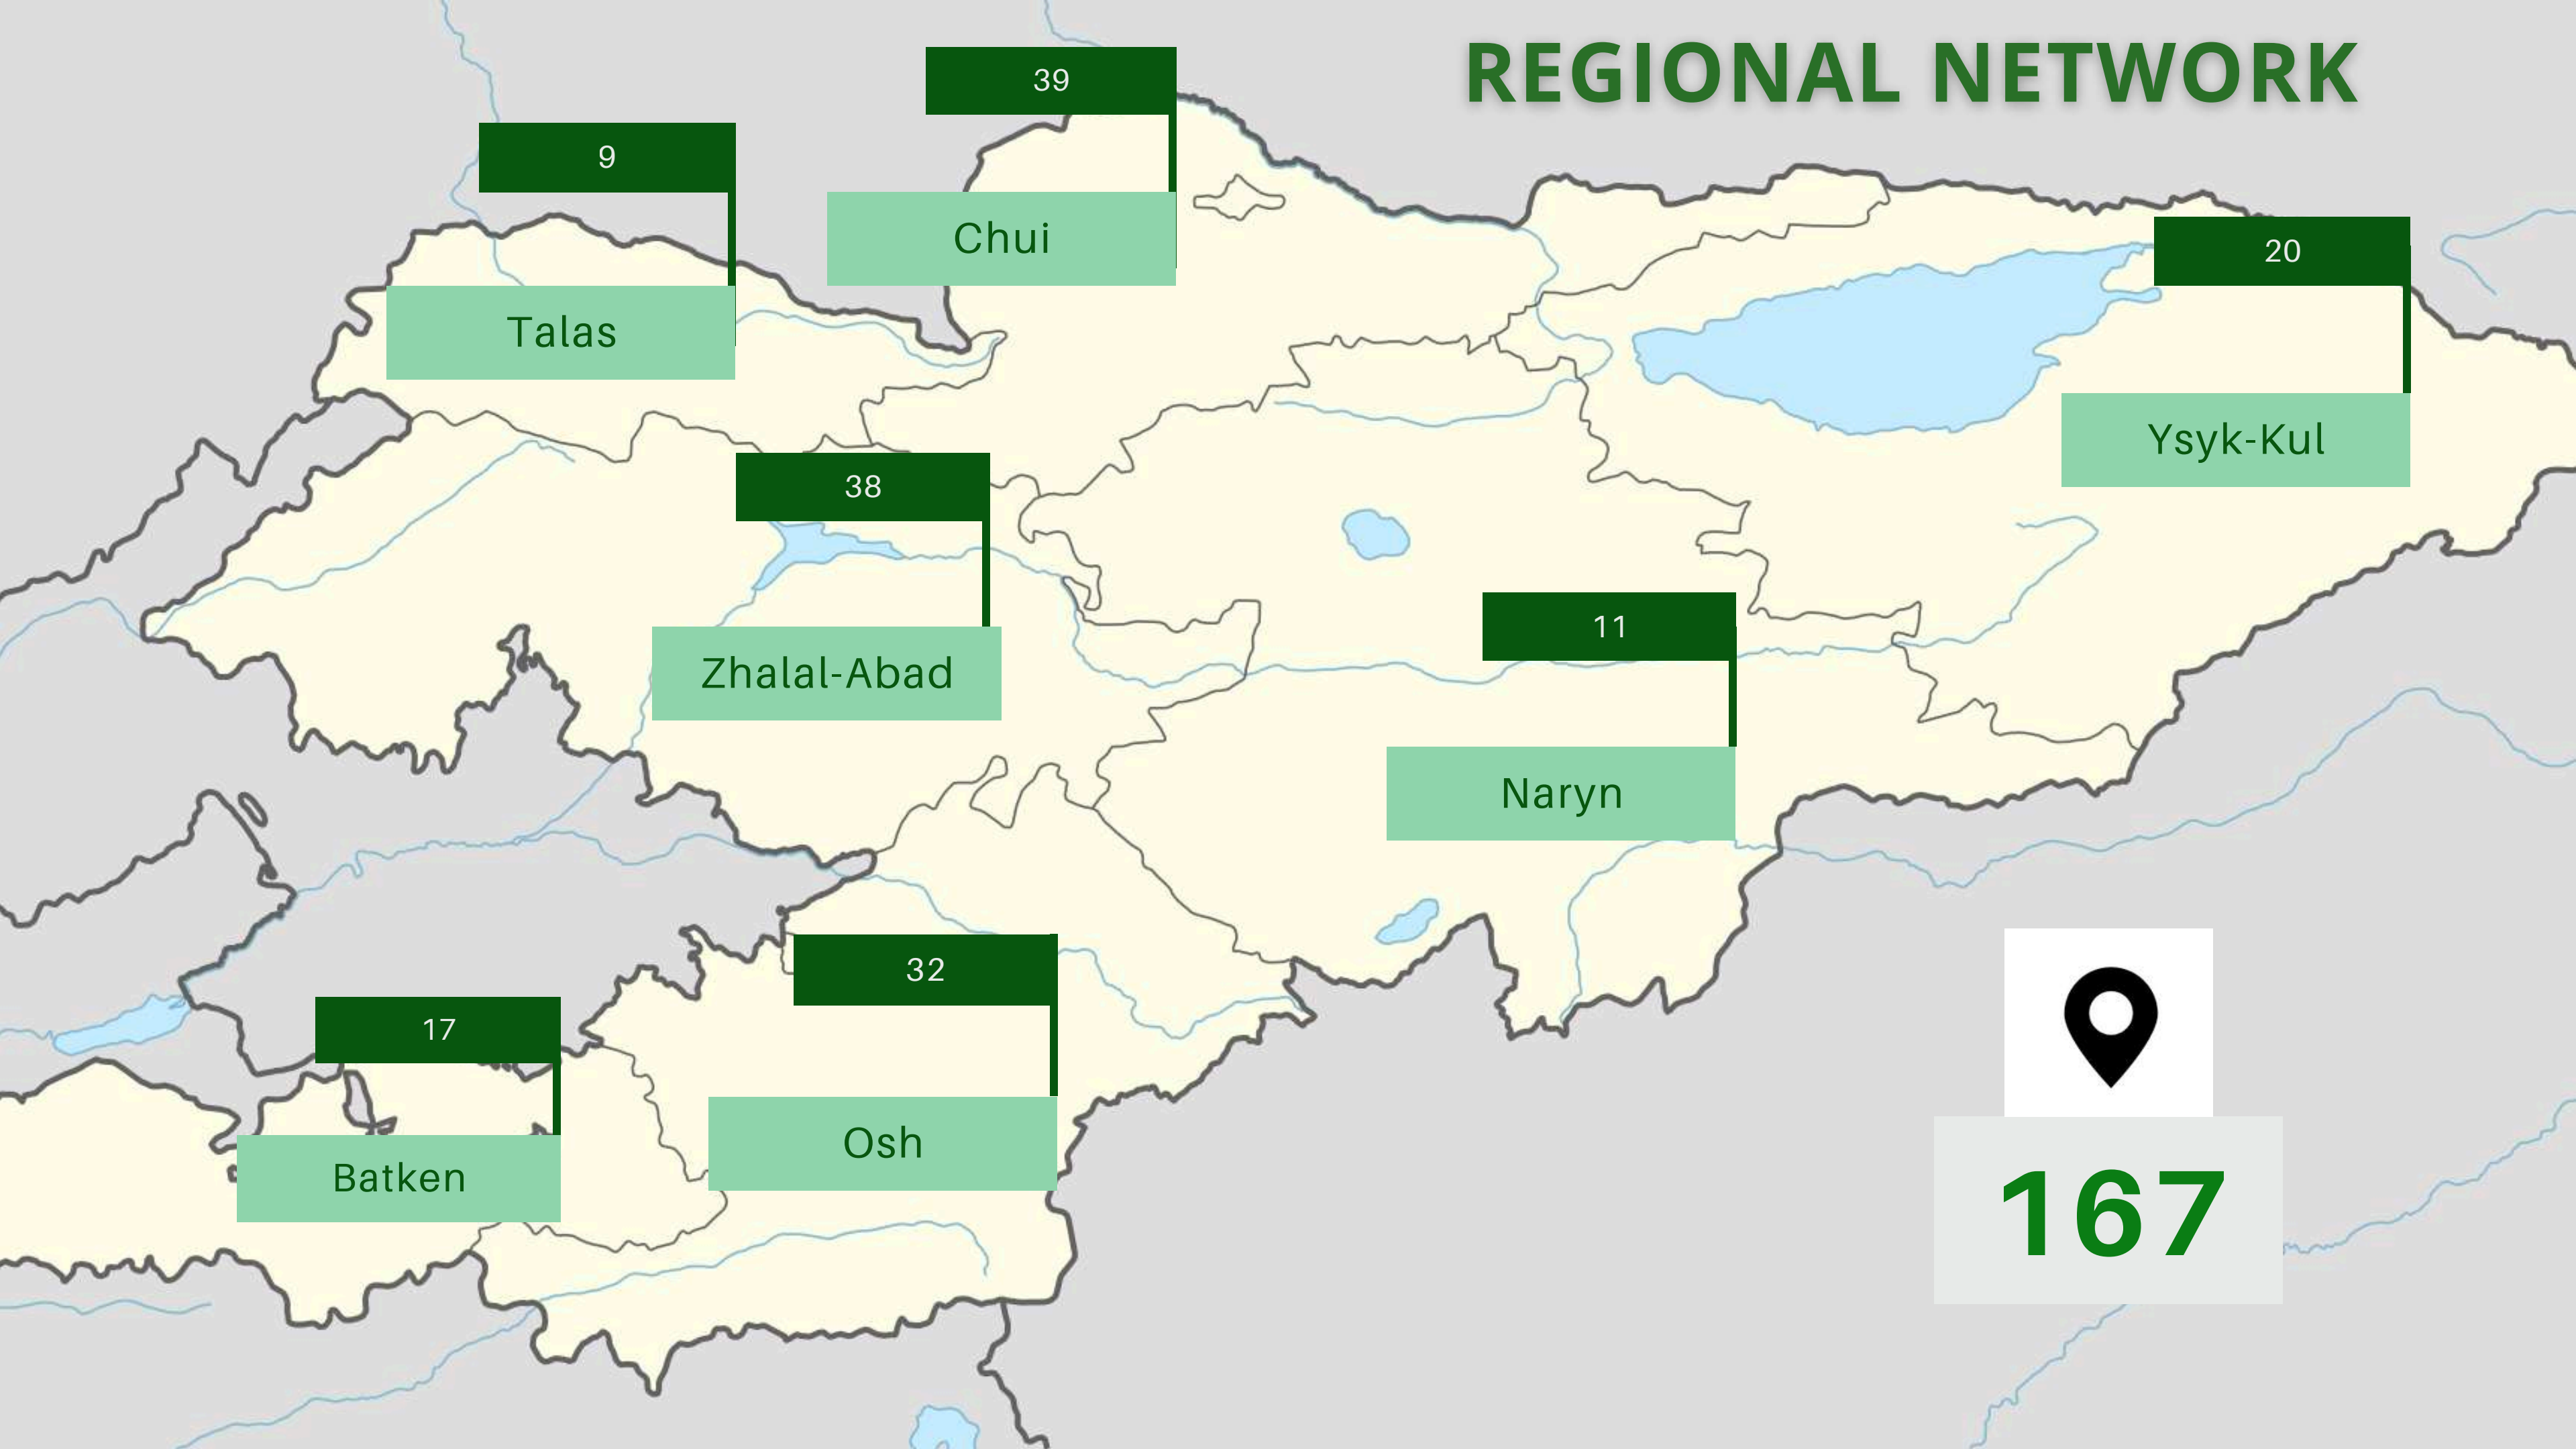 REGIONAL NETWORK
39
Chui
9
Talas
20
Ysyk-Kul
38
Zhalal-Abad
11
Naryn
32
Osh
17
Batken
167